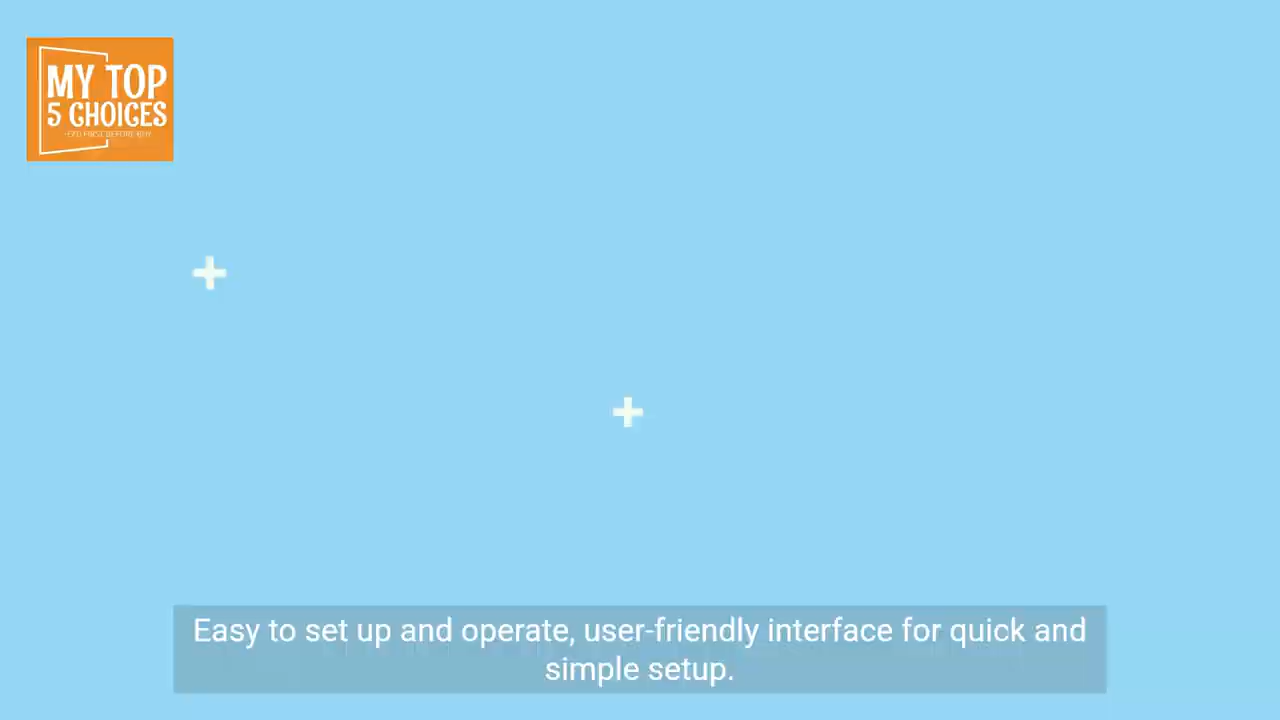 MY TOP
5 CHOICES
Easy to set up and operate, user-friendly interface for quick and
simple setup.